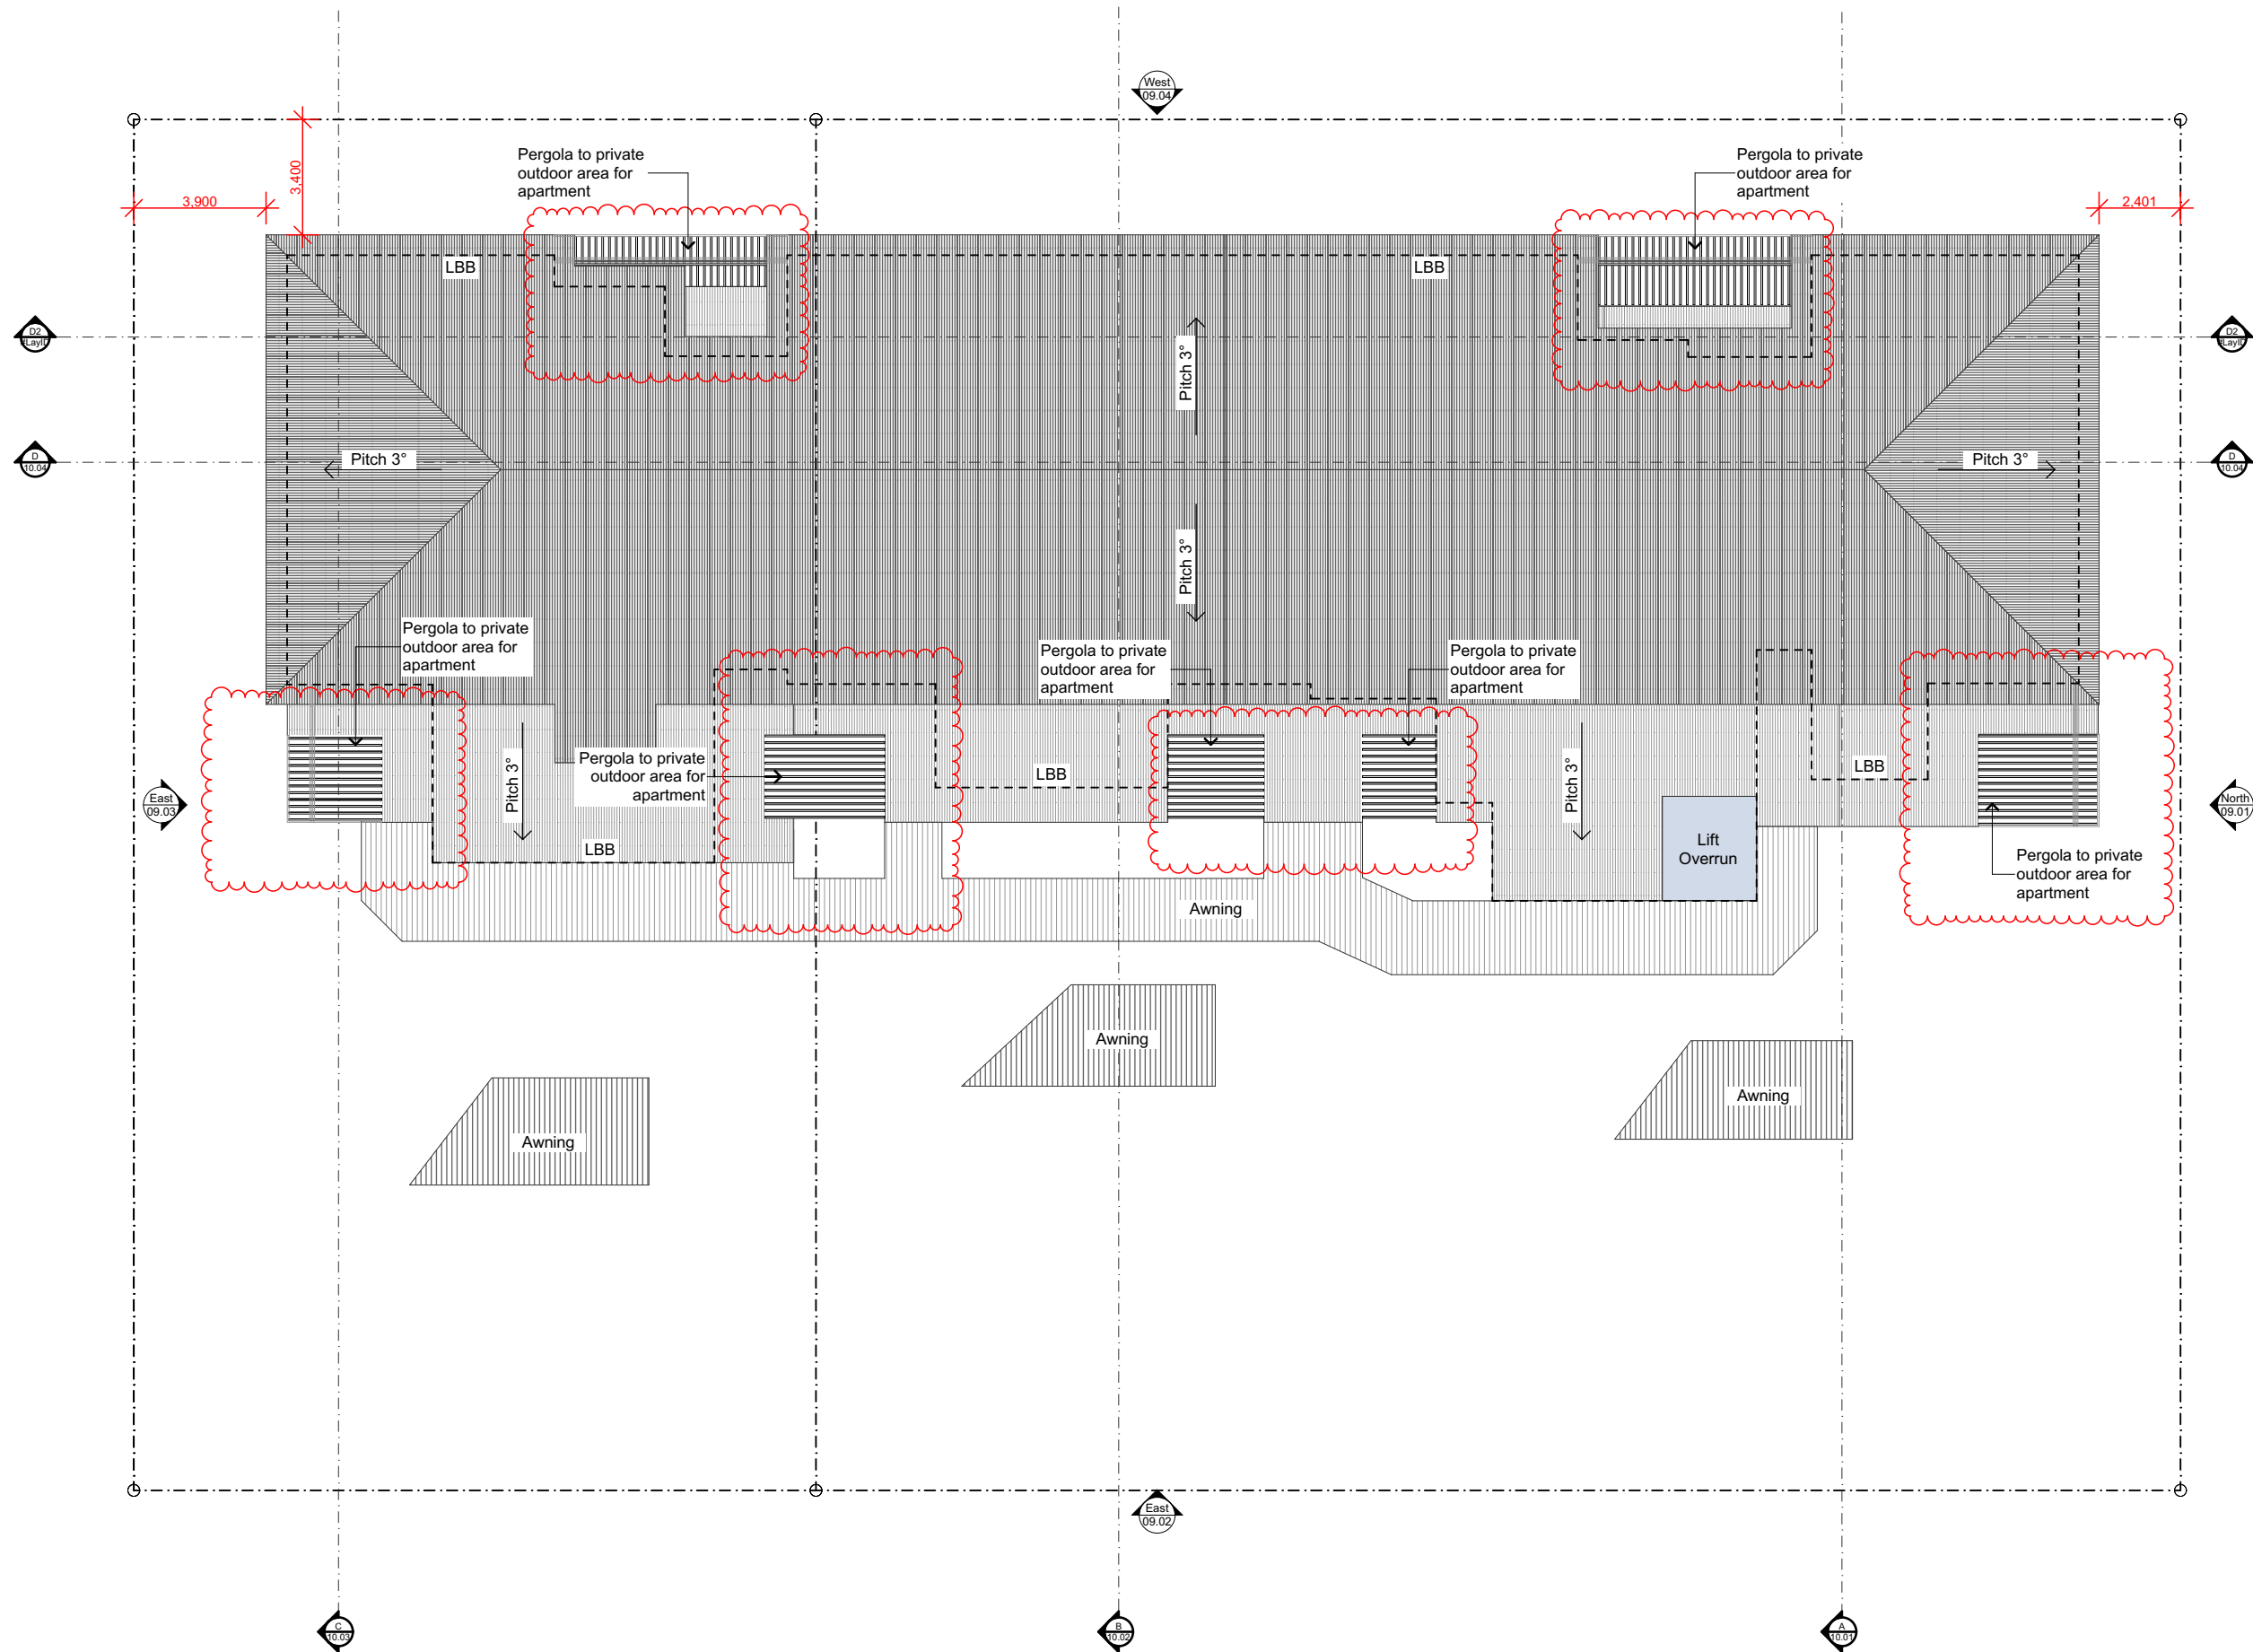 West
09.04
3,400
3,900
2,401
Pergola to private
outdoor area for
apartment
Pergola to private
outdoor area for
apartment
LBB
LBB
D2
#LayID
D2
#LayID
Pitch 3°
D
10.04
D
10.04
Pitch 3°
Pitch 3°
Pitch 3°
Pergola to private
outdoor area for
apartment
Pergola to private
outdoor area for
apartment
Pergola to private
outdoor area for
apartment
Pergola to private
outdoor area for
apartment
Pitch 3°
LBB
Pitch 3°
LBB
East
09.03
North
09.01
LBB
Lift
Overrun
Pergola to private
outdoor area for
apartment
Awning
Awning
Awning
Awning
East
09.02
C
10.03
B
10.02
A
10.01